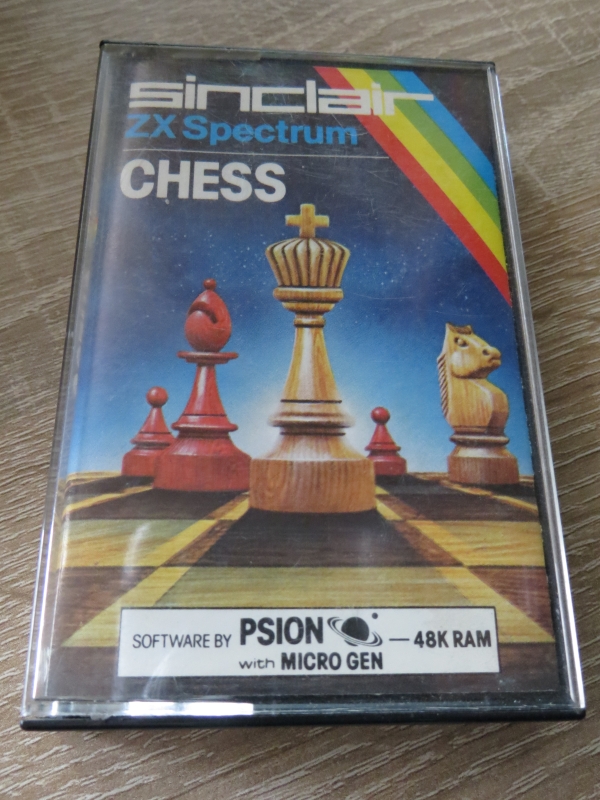 sinclair
ZX Spectrum
CHESS
SOFTWARE BY PSION — 48K RAM
with MICRO GEN